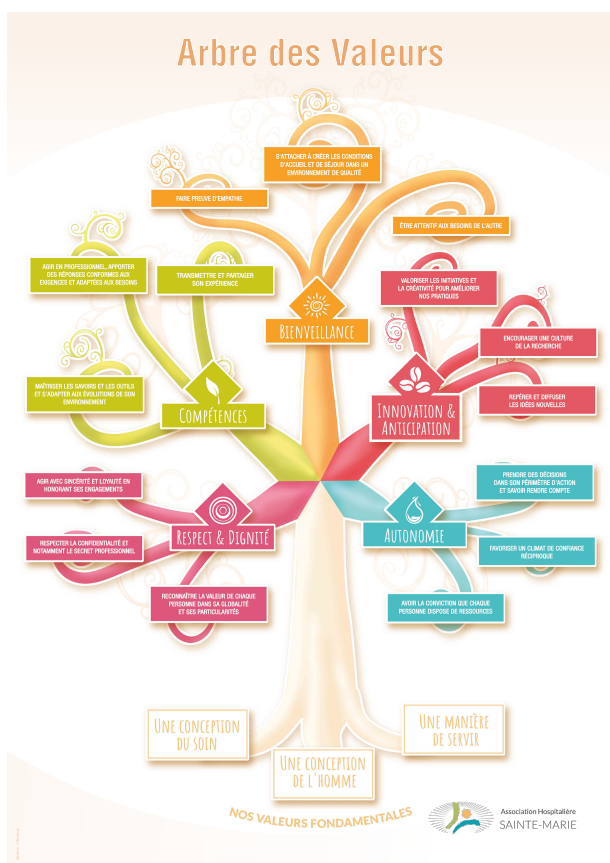 Arbre des Valeurs
S'ATTACHER À CRÉER LES CONDITIONS
D'ACCUEIL ET DE SÉJOUR DANS UN
ENVIRONNEMENT DE QUALITÉ
FAIRE PREUVE D'EMPATHIE
ÊTRE ATTENTIF AUX BESOINS DE L'AUTRE
AGIR EN PROFESSIONNEL, APPORTER
DES RÉPONSES CONFORMES AUX
EXIGENCES ET ADAPTÉES AUX BESOINS
TRANSMETTRE ET PARTAGER
SON EXPÉRIENCE
VALORISER LES INITIATIVES ET
LA CRÉATIVITÉ POUR AMÉLIORER
NOS PRATIQUES
BIENVEILLANCE
ENCOURAGER UNE CULTURE
DE LA RECHERCHE
MAÎTRISER LES SAVOIRS ET LES OUTILS
ET S'ADAPTER AUX ÉVOLUTIONS DE SON
ENVIRONNEMENT
COMPÉTENCES
INNOVATION &
ANTICIPATION
REPÉRER ET DIFFUSER
LES IDÉES NOUVELLES
AGIR AVEC SINCÉRITÉ ET LOYAUTÉ EN
HONORANT SES ENGAGEMENTS
PRENDRE DES DÉCISIONS
DANS SON PÉRIMÈTRE D'ACTION
ET SAVOIR RENDRE COMPTE
RESPECT & DIGNITÉ
AUTONOMIE
RESPECTER LA CONFIDENTIALITÉ ET
NOTAMMENT LE SECRET PROFESSIONNEL
FAVORISER UN CLIMAT DE CONFIANCE
RÉCIPROQUE
RECONNAÎTRE LA VALEUR DE CHAQUE
PERSONNE DANS SA GLOBALITÉ
ET SES PARTICULARITÉS
AVOIR LA CONVICTION QUE CHAQUE
PERSONNE DISPOSE DE RESSOURCES
UNE CONCEPTION
DU SOIN
UNE MANIÈRE
DE SERVIR
UNE CONCEPTION
DE L'HOMME
NOS VALEURS FONDAMENTALES
Association Hospitalière
SAINTE-MARIE